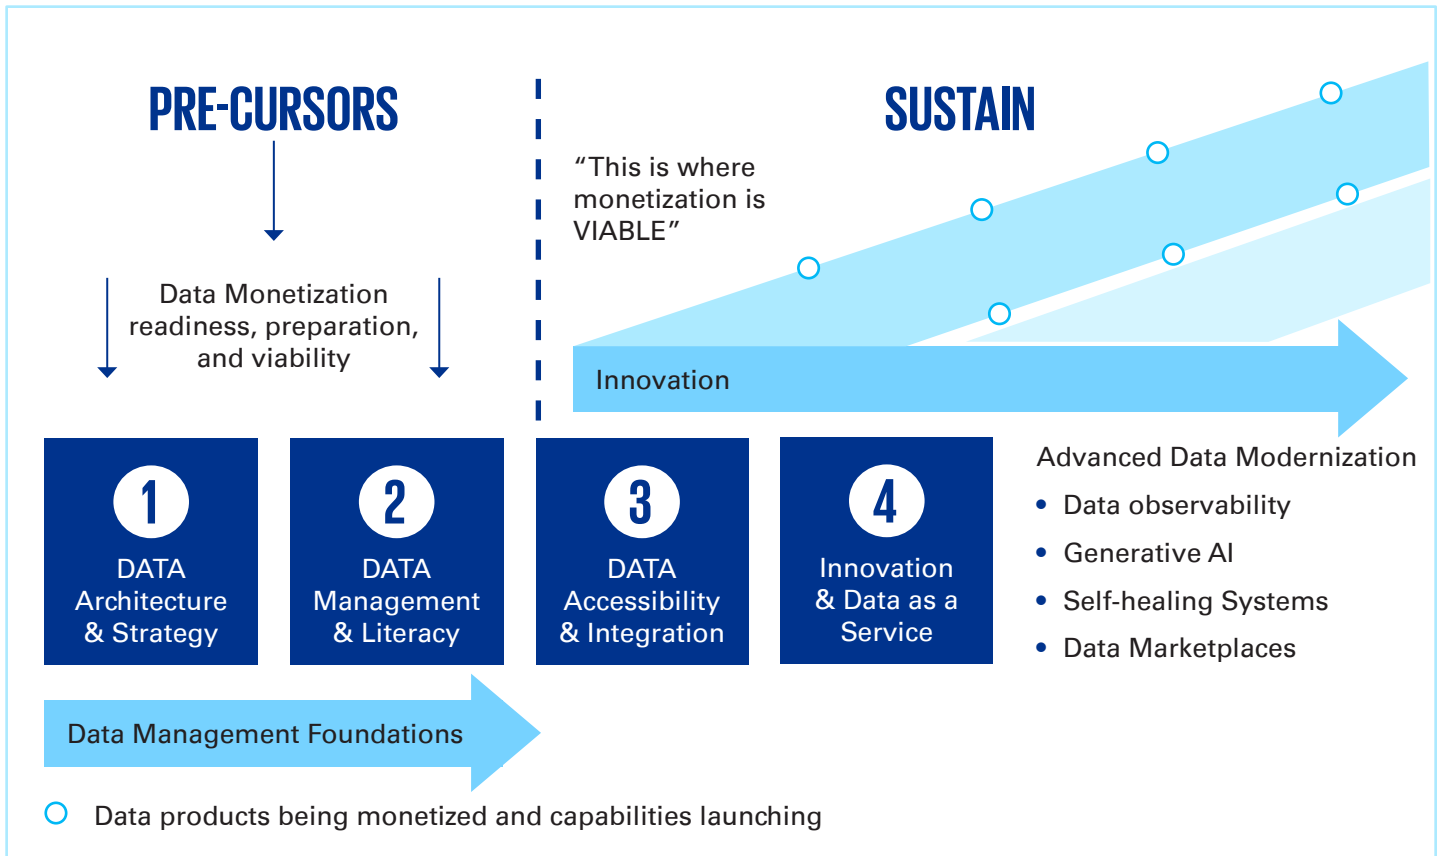 PRE-CURSORS
Data Monetization
readiness, preparation,
and viability
SUSTAIN
“This is where
monetization is
VIABLE”
Innovation
1
DATA
Architecture
& Strategy
2
DATA
Management
& Literacy
3
DATA
Accessibility
& Integration
4
Innovation
& Data as a
Service
Advanced Data Modernization
• Data observability
• Generative AI
• Self-healing Systems
• Data Marketplaces
Data Management Foundations
Data products being monetized and capabilities launching